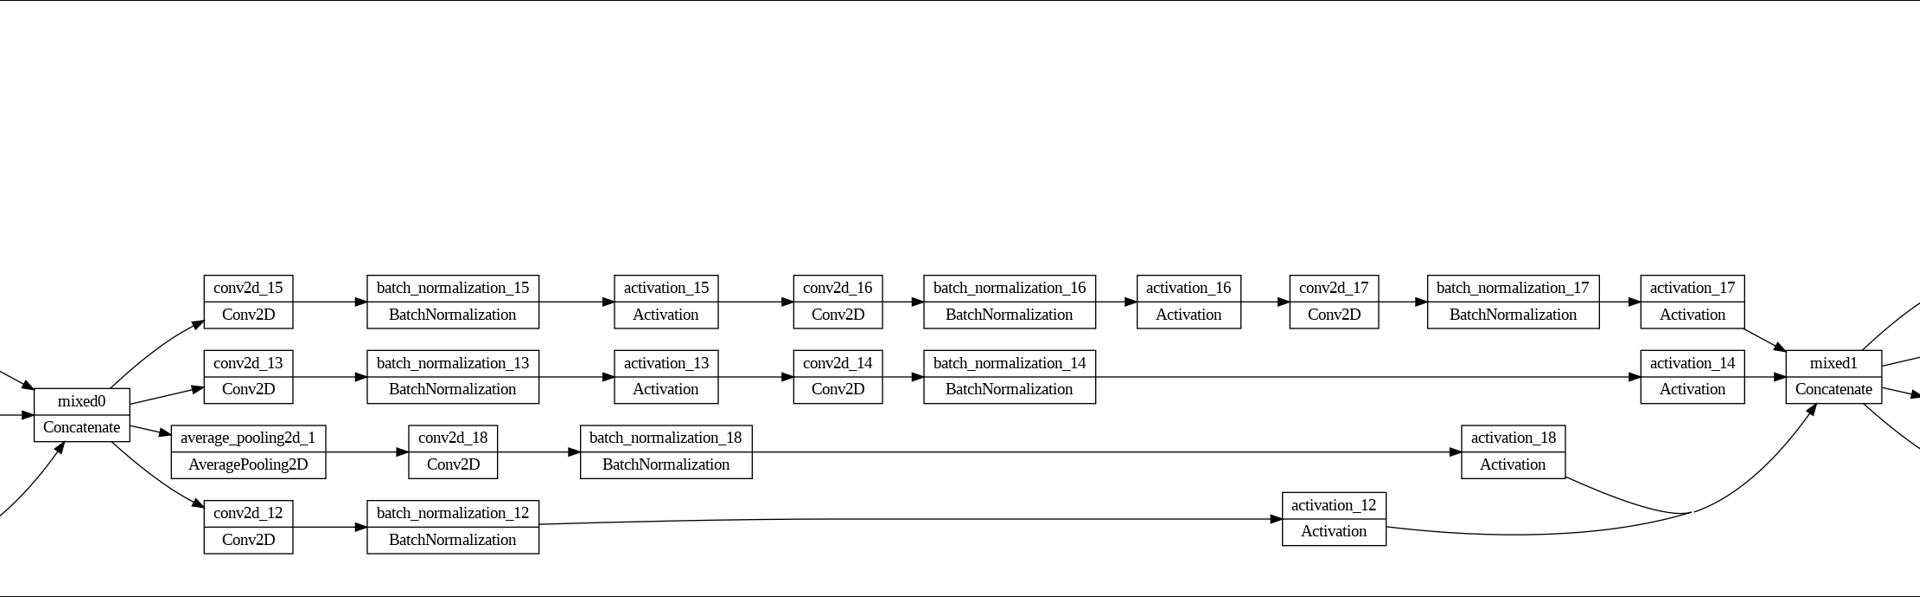 conv2d_15
Conv2D
batch_normalization_15
BatchNormalization
activation_15
Activation
conv2d_16
Conv2D
batch_normalization_16
BatchNormalization
activation_16
Activation
conv2d_17
Conv2D
batch_normalization_17
BatchNormalization
activation_17
Activation
mixed0
Concatenate
conv2d_13
Conv2D
batch_normalization_13
BatchNormalization
activation_13
Activation
conv2d_14
Conv2D
batch_normalization_14
BatchNormalization
activation_14
Activation
mixed1
Concatenate
average_pooling2d_1
AveragePooling2D
conv2d_18
Conv2D
batch_normalization_18
BatchNormalization
activation_18
Activation
conv2d_12
Conv2D
batch_normalization_12
BatchNormalization
activation_12
Activation